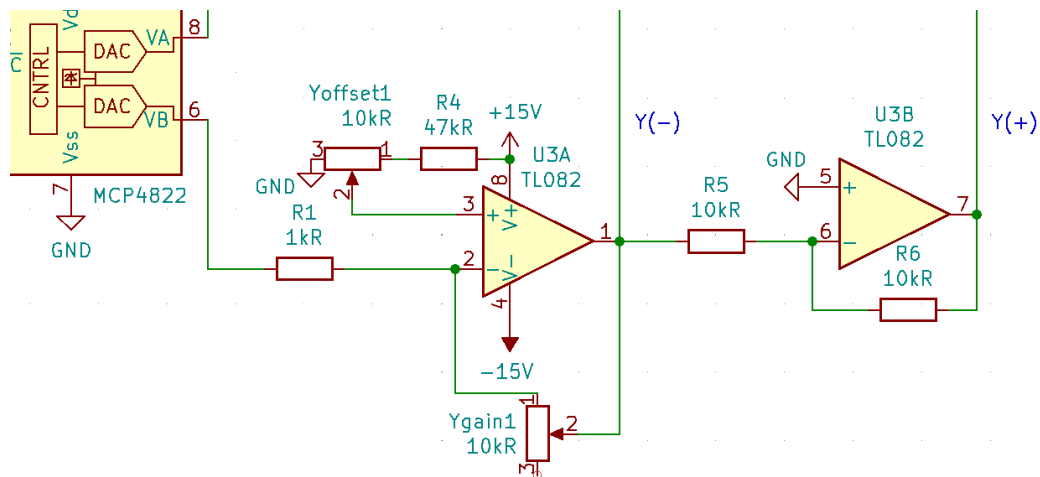 Vd
8
VA
DAC
CI
CNTRL
DAC
6
VB
Vss
7
MCP4822
GND
Yoffset1
10kR
3
1
2
GND
R4
47kR
+15V
8
U3A
TL082
3
+
V+
2
-
V-
1
4
-15V
R1
1kR
Ygain1
10kR
1
2
3
Y(-)
R5
10kR
GND
U3B
TL082
5
+
6
-
7
R6
10kR
Y(+)